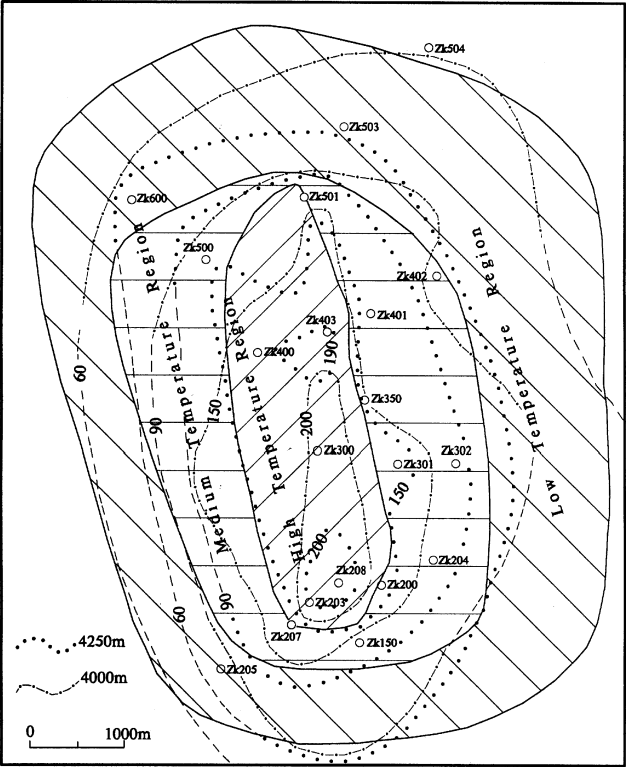 Zk504
Zk503
Zk600
Zk501
Zk500
Zk402
Zk401
Zk403
Zk400
190
Zk350
60
90
150
200
Zk300
Zk301
Zk302
150
200
Zk204
Zk208
Zk200
Zk203
90
60
Zk207
Zk150
Zk205
Medium Temperature Region
High Temperature Region
Low Temperature Region
4250m
4000m
0 1000m